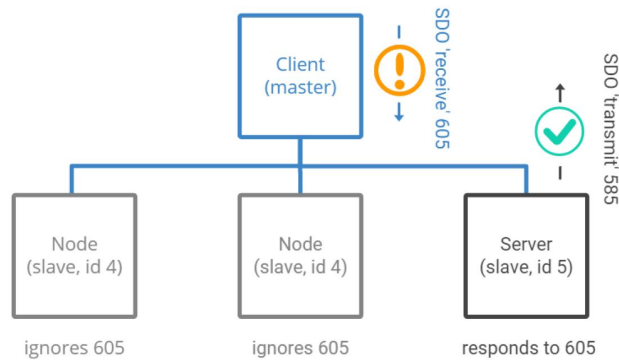 Client
(master)
SDO 'receive' 605
SDO 'transmit' 585
Node
(slave, id 4)
Node
(slave, id 4)
Server
(slave, id 5)
ignores 605
ignores 605
responds to 605